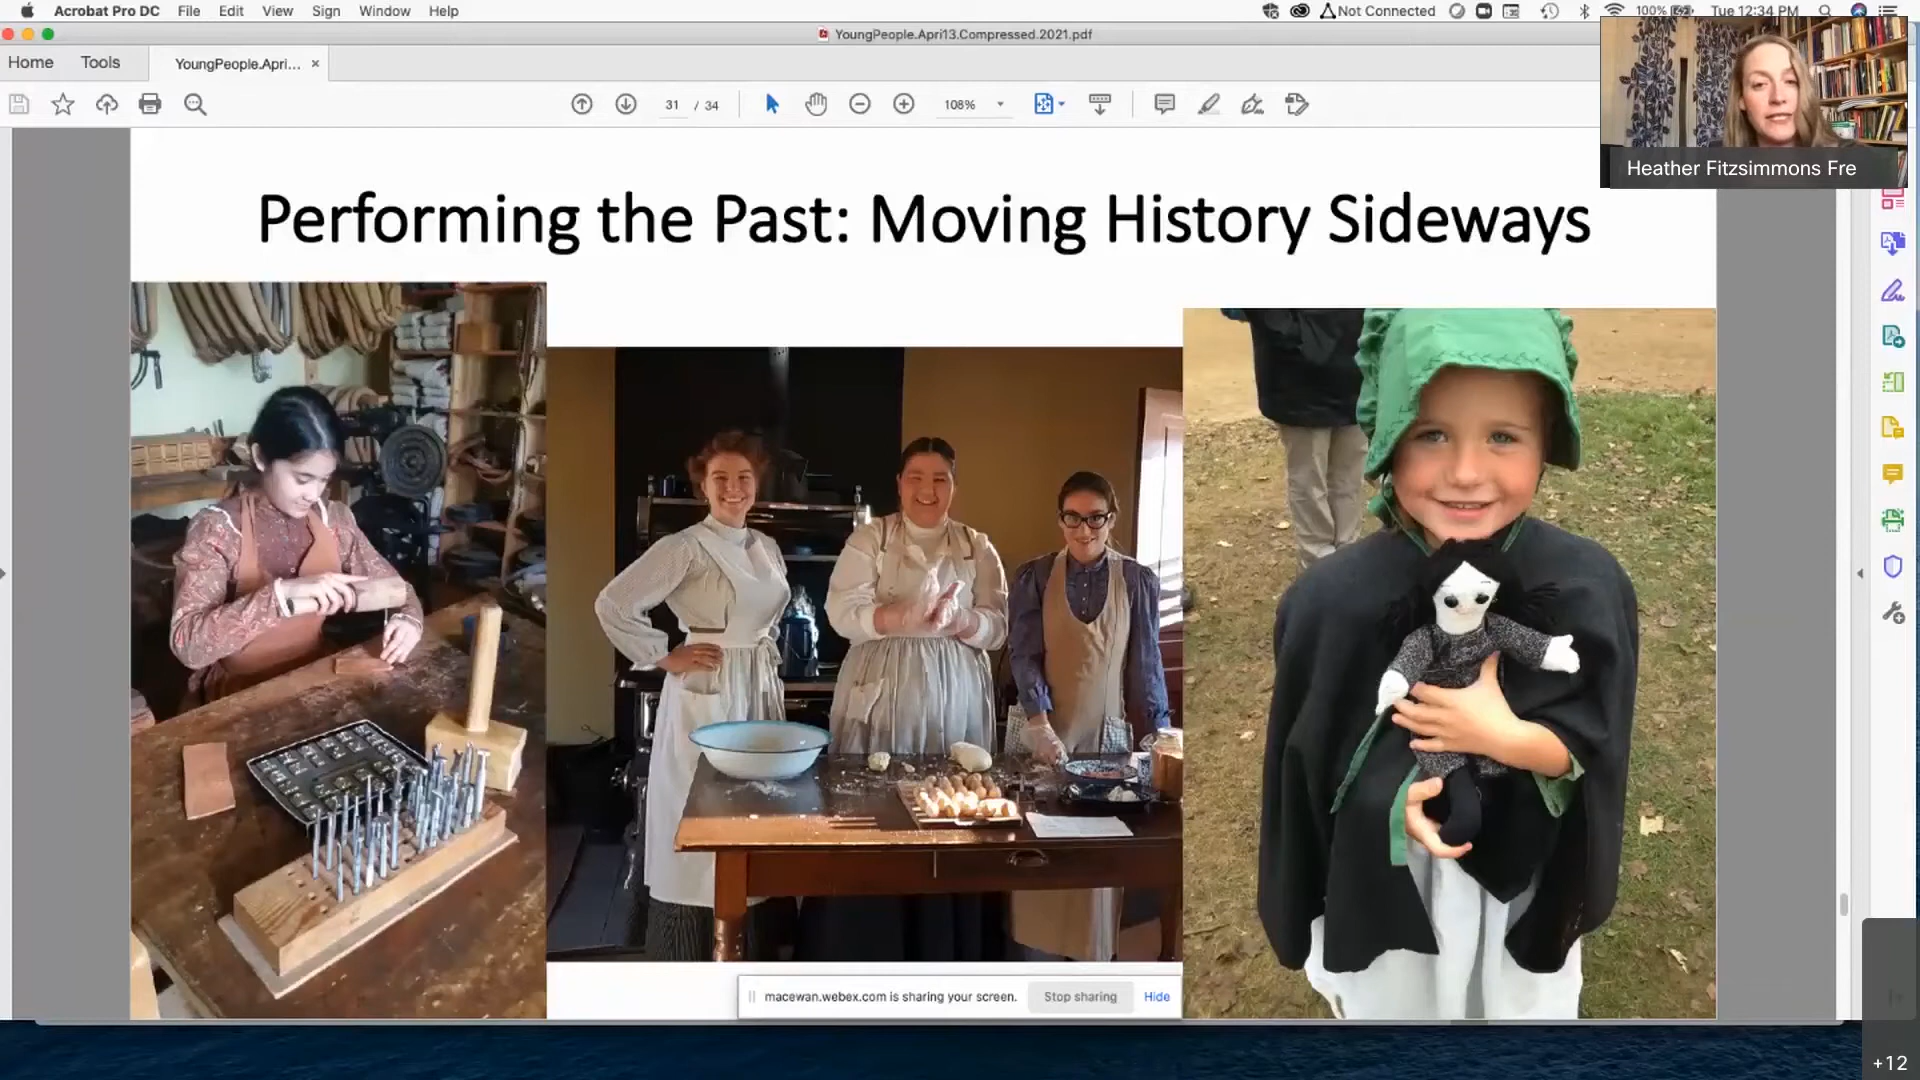 Acrobat Pro DC File Edit View Sign Window Help Not Connected 100% Tue 12:34 PM
YoungPeople.Apri13.Compressed.2021.pdf
Home Tools YoungPeople.Apri... ×
31 / 34 108%
Heather Fitzsimmons Fre
Performing the Past: Moving History Sideways
macewan.webex.com is sharing your screen. Stop sharing Hide
+12